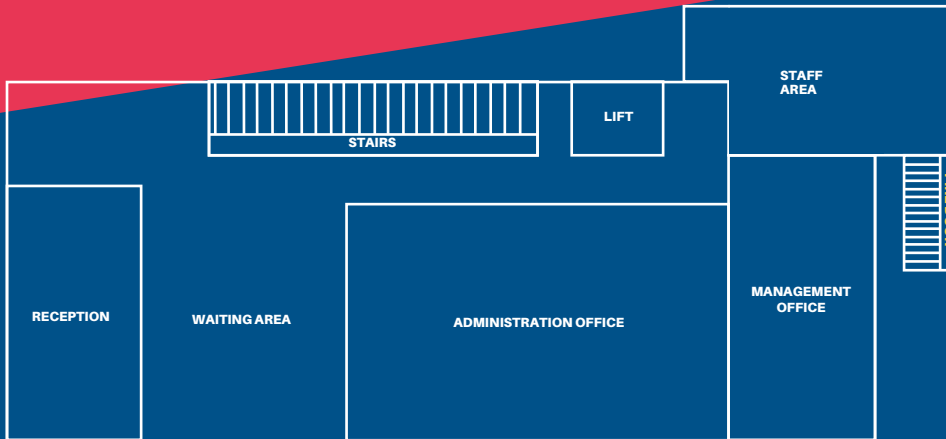 STAFF
AREA
LIFT
STAIRS
MANAGEMENT
OFFICE
RECEPTION
WAITING AREA
ADMINISTRATION OFFICE